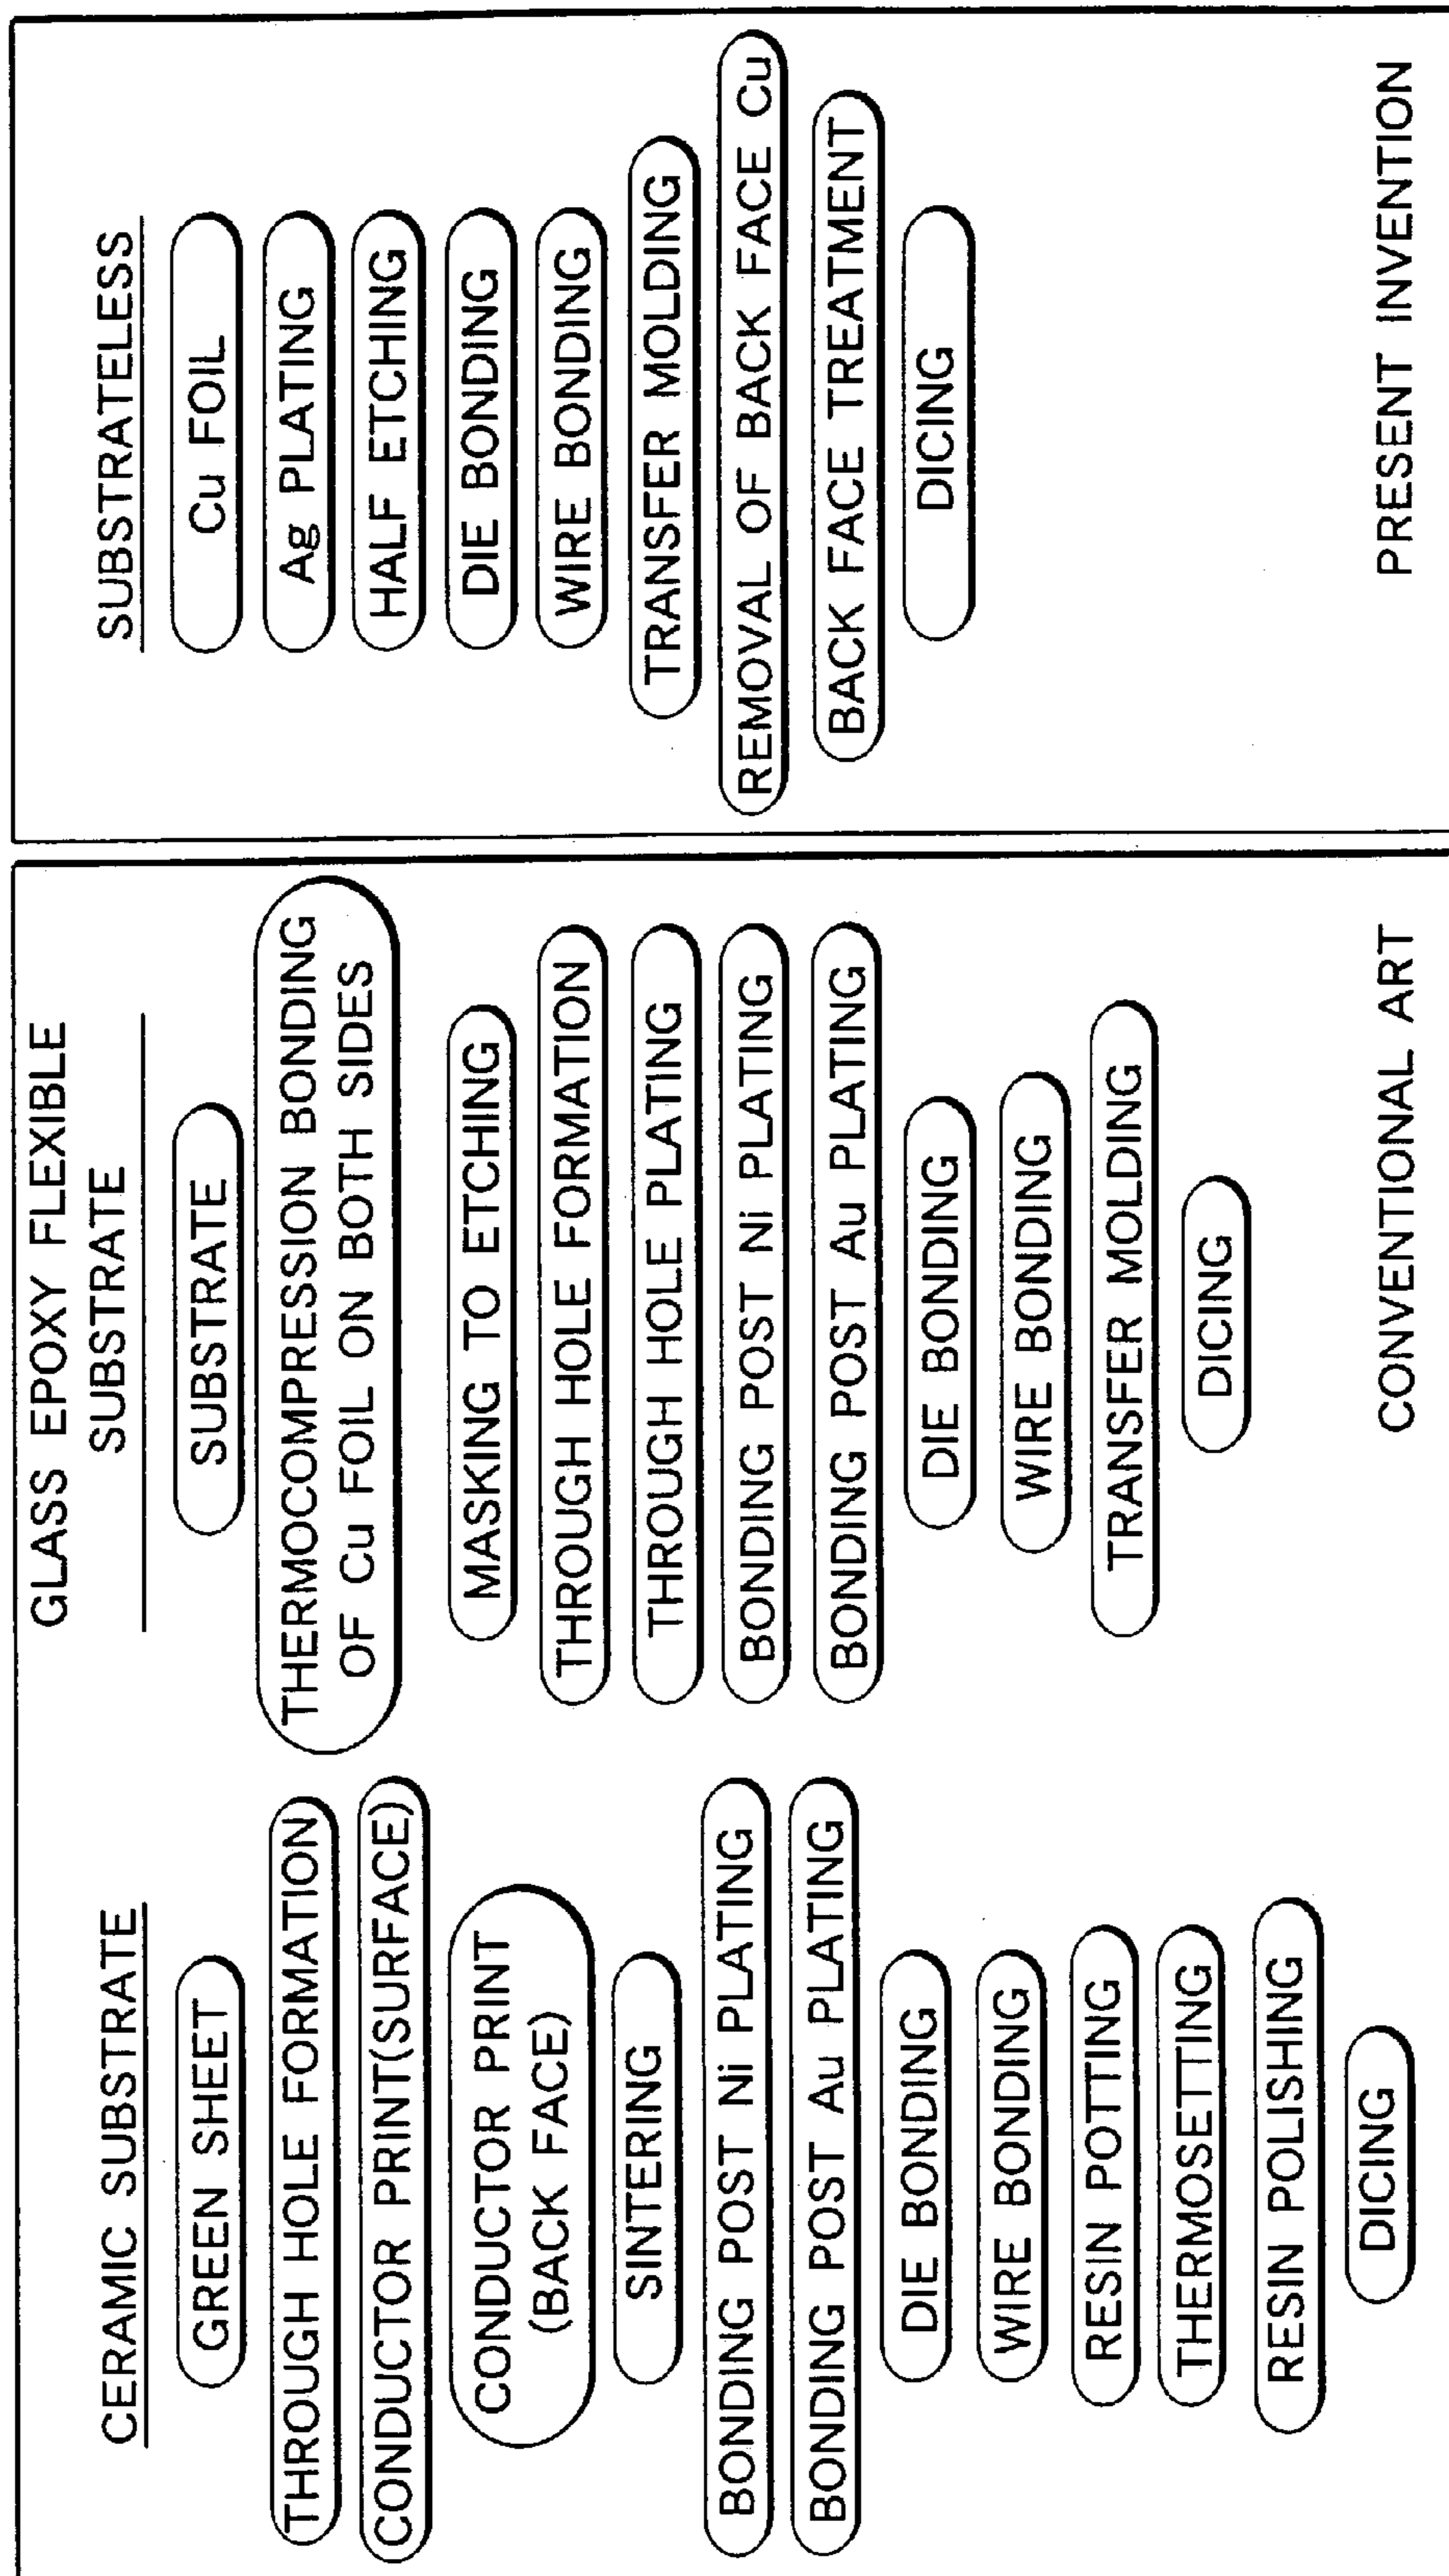 CERAMIC SUBSTRATE
GREEN SHEET
THROUGH HOLE FORMATION
CONDUCTOR PRINT(SURFACE)
CONDUCTOR PRINT
(BACK FACE)
SINTERING
BONDING POST Ni PLATING
BONDING POST Au PLATING
DIE BONDING
WIRE BONDING
RESIN POTTING
THERMOSETTING
RESIN POLISHING
DICING
GLASS EPOXY FLEXIBLE
SUBSTRATE
SUBSTRATE
THERMOCOMPRESSION BONDING
OF Cu FOIL ON BOTH SIDES
MASKING TO ETCHING
THROUGH HOLE FORMATION
THROUGH HOLE PLATING
BONDING POST Ni PLATING
BONDING POST Au PLATING
DIE BONDING
WIRE BONDING
TRANSFER MOLDING
DICING
CONVENTIONAL ART
SUBSTRATELESS
Cu FOIL
Ag PLATING
HALF ETCHING
DIE BONDING
WIRE BONDING
TRANSFER MOLDING
REMOVAL OF BACK FACE Cu
BACK FACE TREATMENT
DICING
PRESENT INVENTION